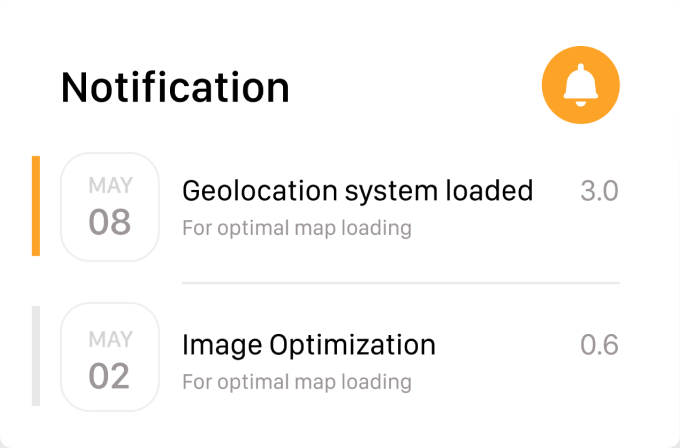 Notification
MAY
08
Geolocation system loaded
3.0
For optimal map loading
MAY
02
Image Optimization
0.6
For optimal map loading